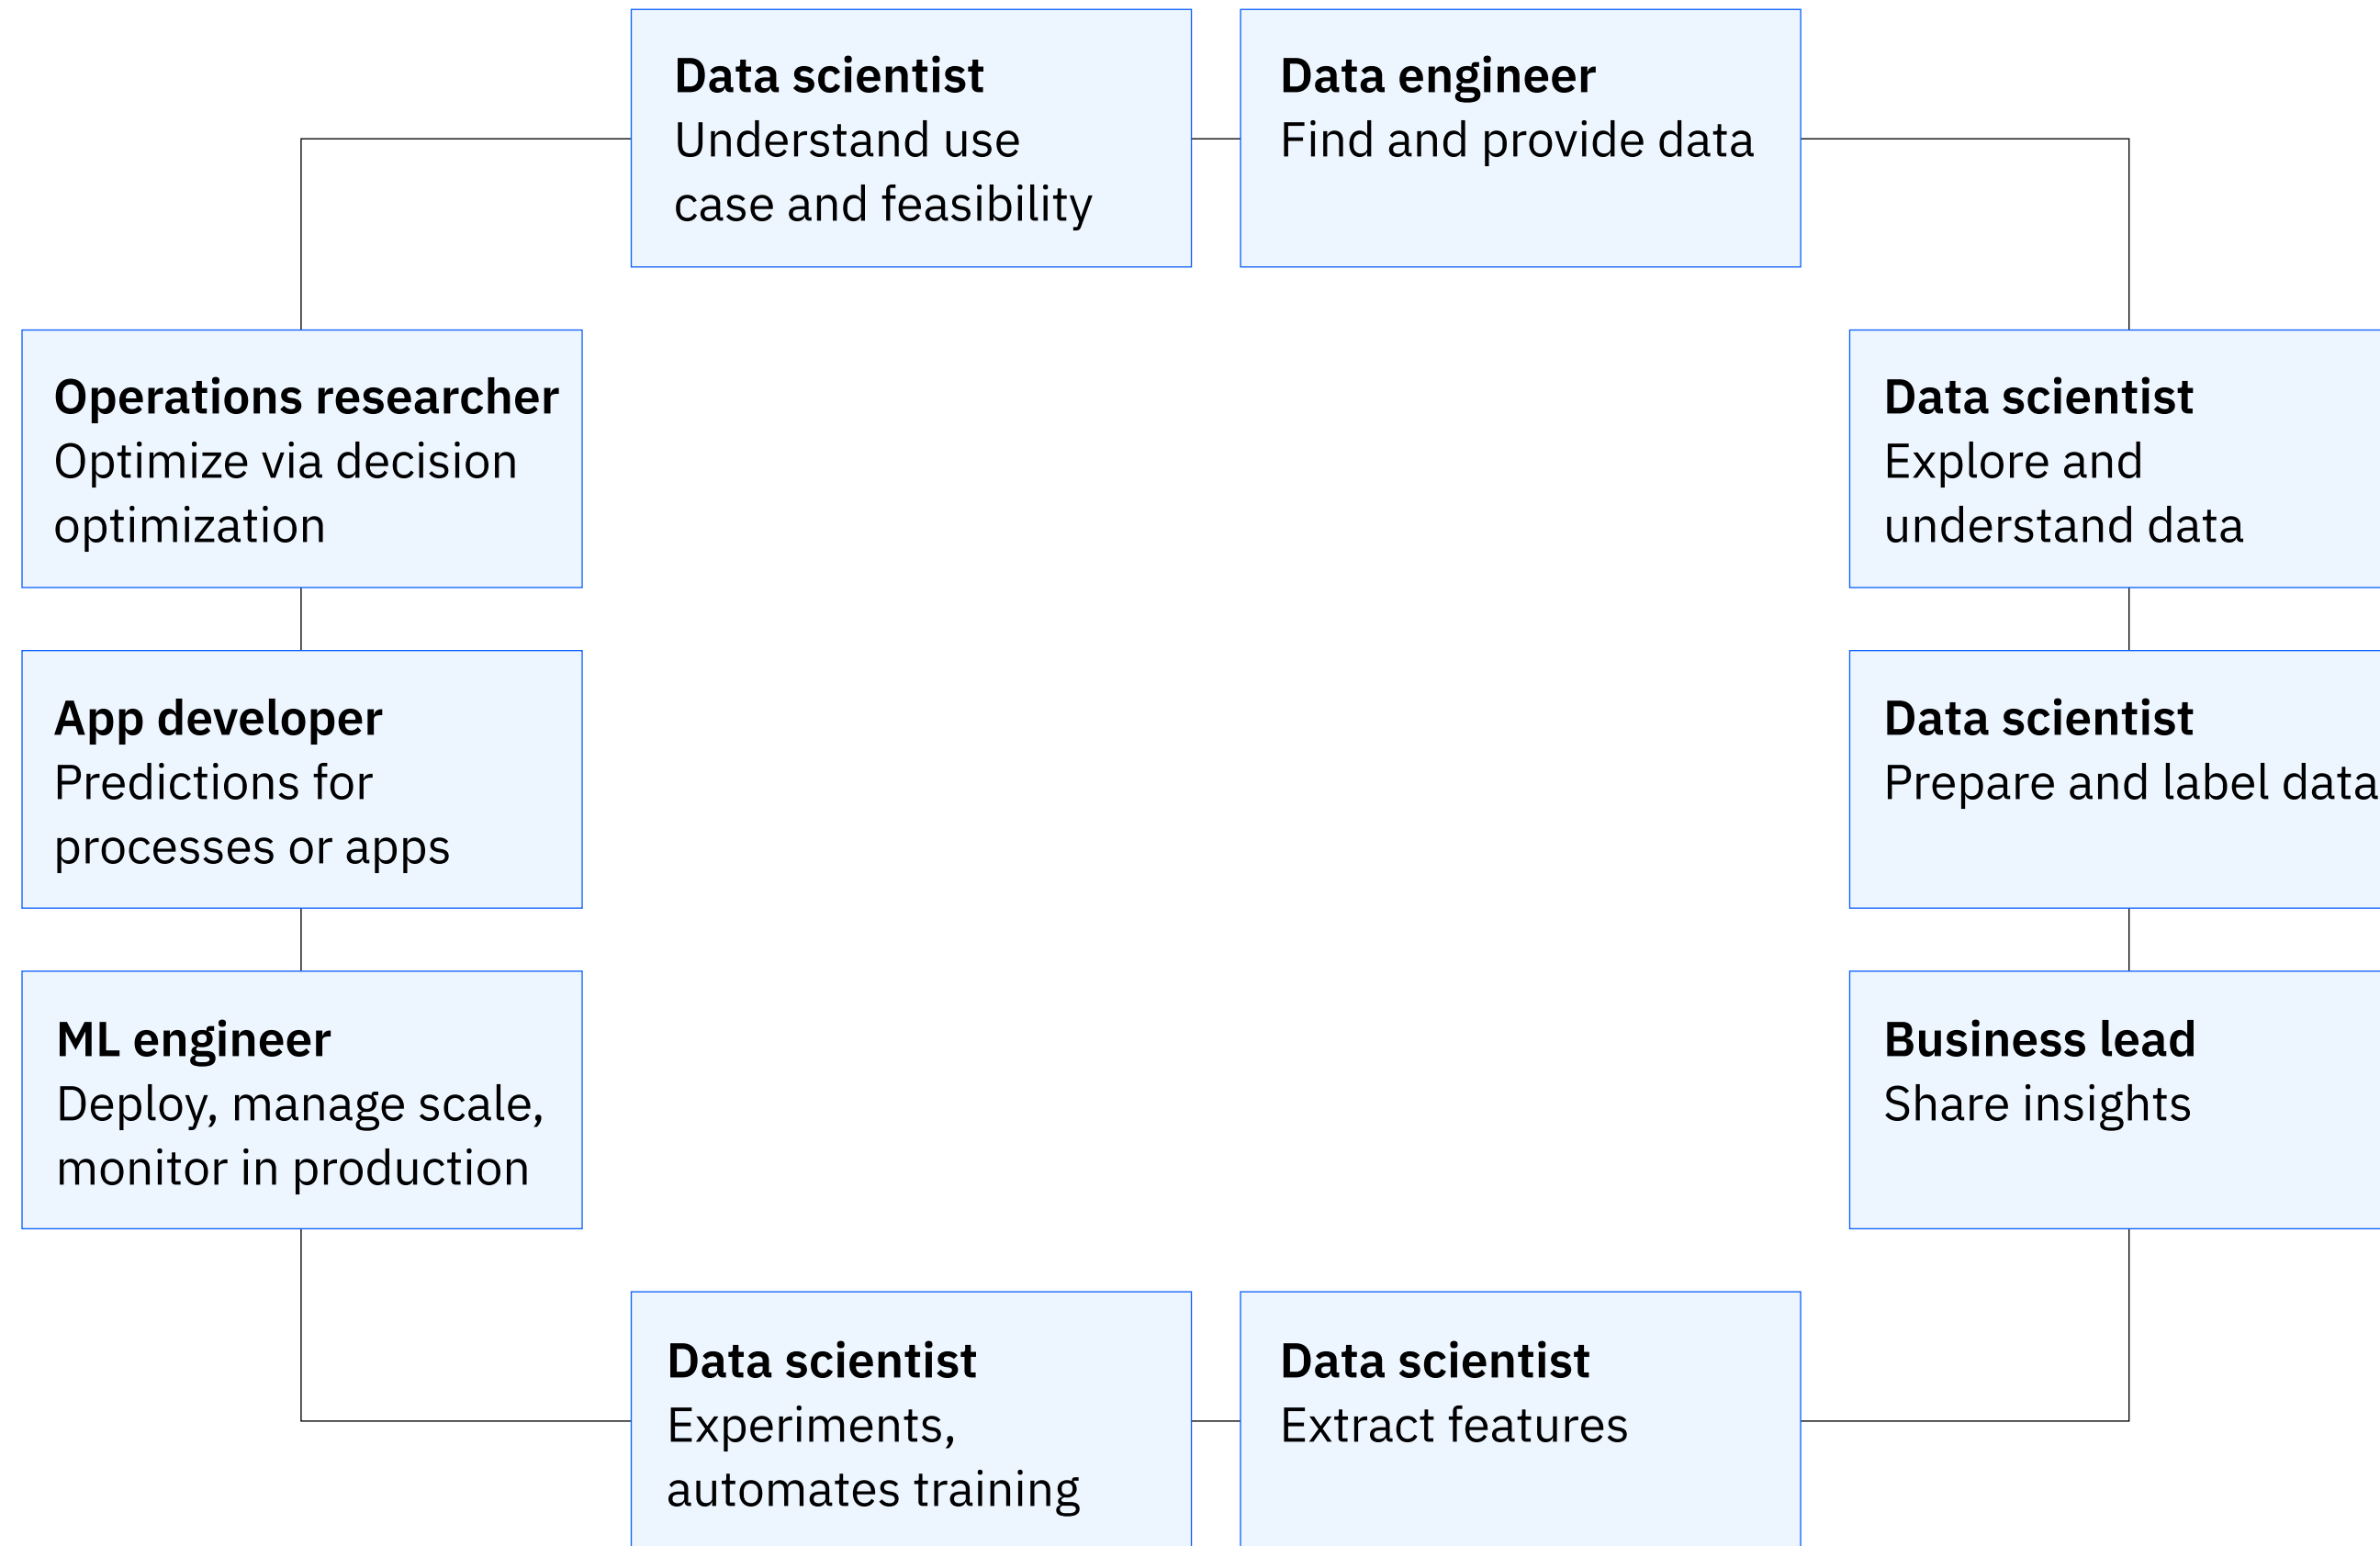 Data scientist
Understand use
case and feasibility
Data engineer
Find and provide data
Operations researcher
Optimize via decision
optimization
Data scientist
Explore and
understand data
App developer
Predictions for
processes or apps
Data scientist
Prepare and label data
ML engineer
Deploy, manage scale,
monitor in production
Business lead
Share insights
Data scientist
Experiments,
automates training
Data scientist
Extract features